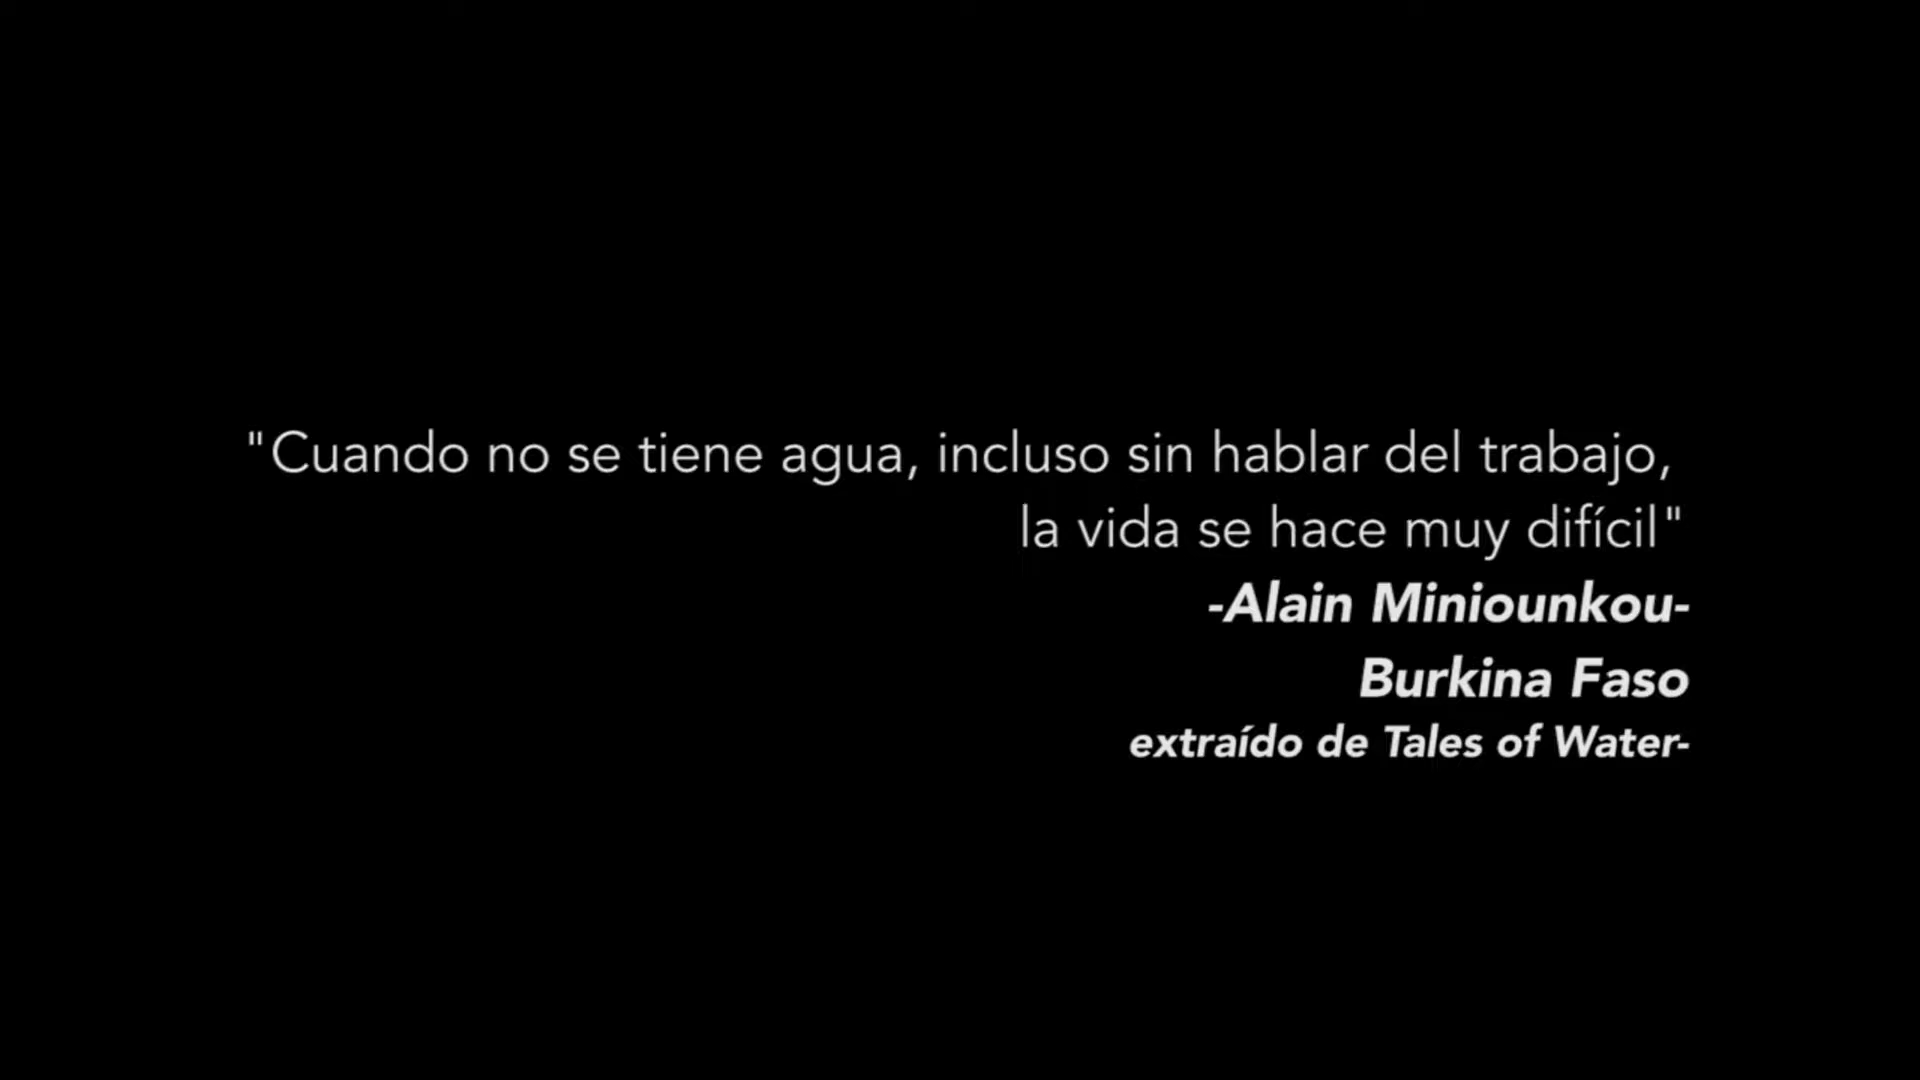 "Cuando no se tiene agua, incluso sin hablar del trabajo,
la vida se hace muy difícil"
-Alain Miniounkou-
Burkina Faso
extraído de Tales of Water-